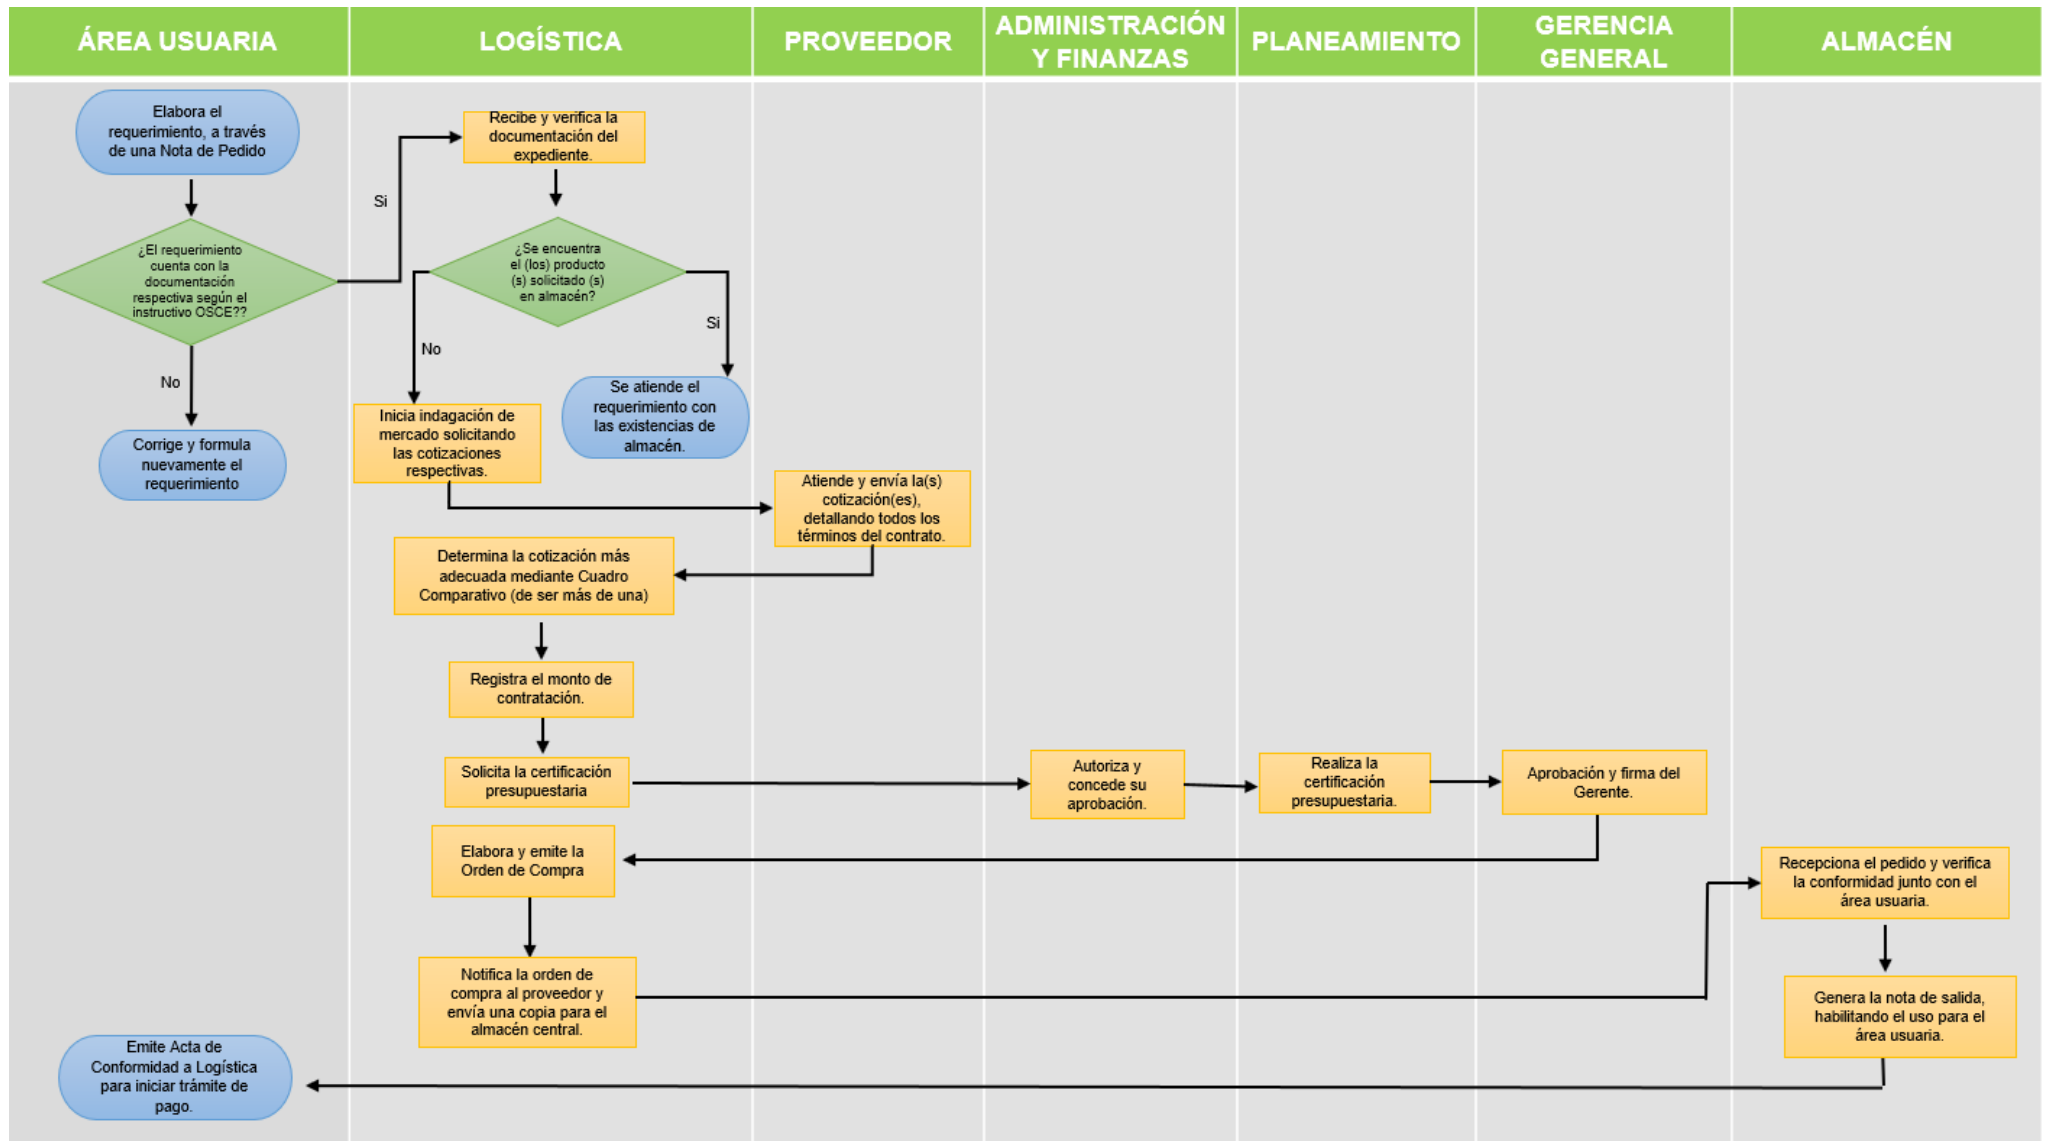 ÁREA USUARIA
LOGÍSTICA
PROVEEDOR
ADMINISTRACIÓN
Y FINANZAS
PLANEAMIENTO
GERENCIA
GENERAL
ALMACÉN
Elabora el
requerimiento, a través
de una Nota de Pedido
¿El requerimiento
cuenta con la
documentación
respectiva según el
instructivo OSCE??
Si
No
Corrige y formula
nuevamente el
requerimiento
Recibe y verifica la
documentación del
expediente.
¿Se encuentra
el (los) producto
(s) solicitado (s)
en almacén?
No
Si
Se atiende el
requerimiento con
las existencias de
almacén.
Inicia indagación de
mercado solicitando
las cotizaciones
respectivas.
Atiende y envía la(s)
cotización(es),
detallando todos los
términos del contrato.
Determina la cotización más
adecuada mediante Cuadro
Comparativo (de ser más de una)
Registra el monto de
contratación.
Solicita la certificación
presupuestaria
Autoriza y
concede su
aprobación.
Realiza la
certificación
presupuestaria.
Aprobación y firma del
Gerente.
Elabora y emite la
Orden de Compra
Notifica la orden de
compra al proveedor y
envía una copia para el
almacén central.
Recepciona el pedido y verifica
la conformidad junto con el
área usuaria.
Genera la nota de salida,
habilitando el uso para el
área usuaria.
Emite Acta de
Conformidad a Logística
para iniciar trámite de
pago.